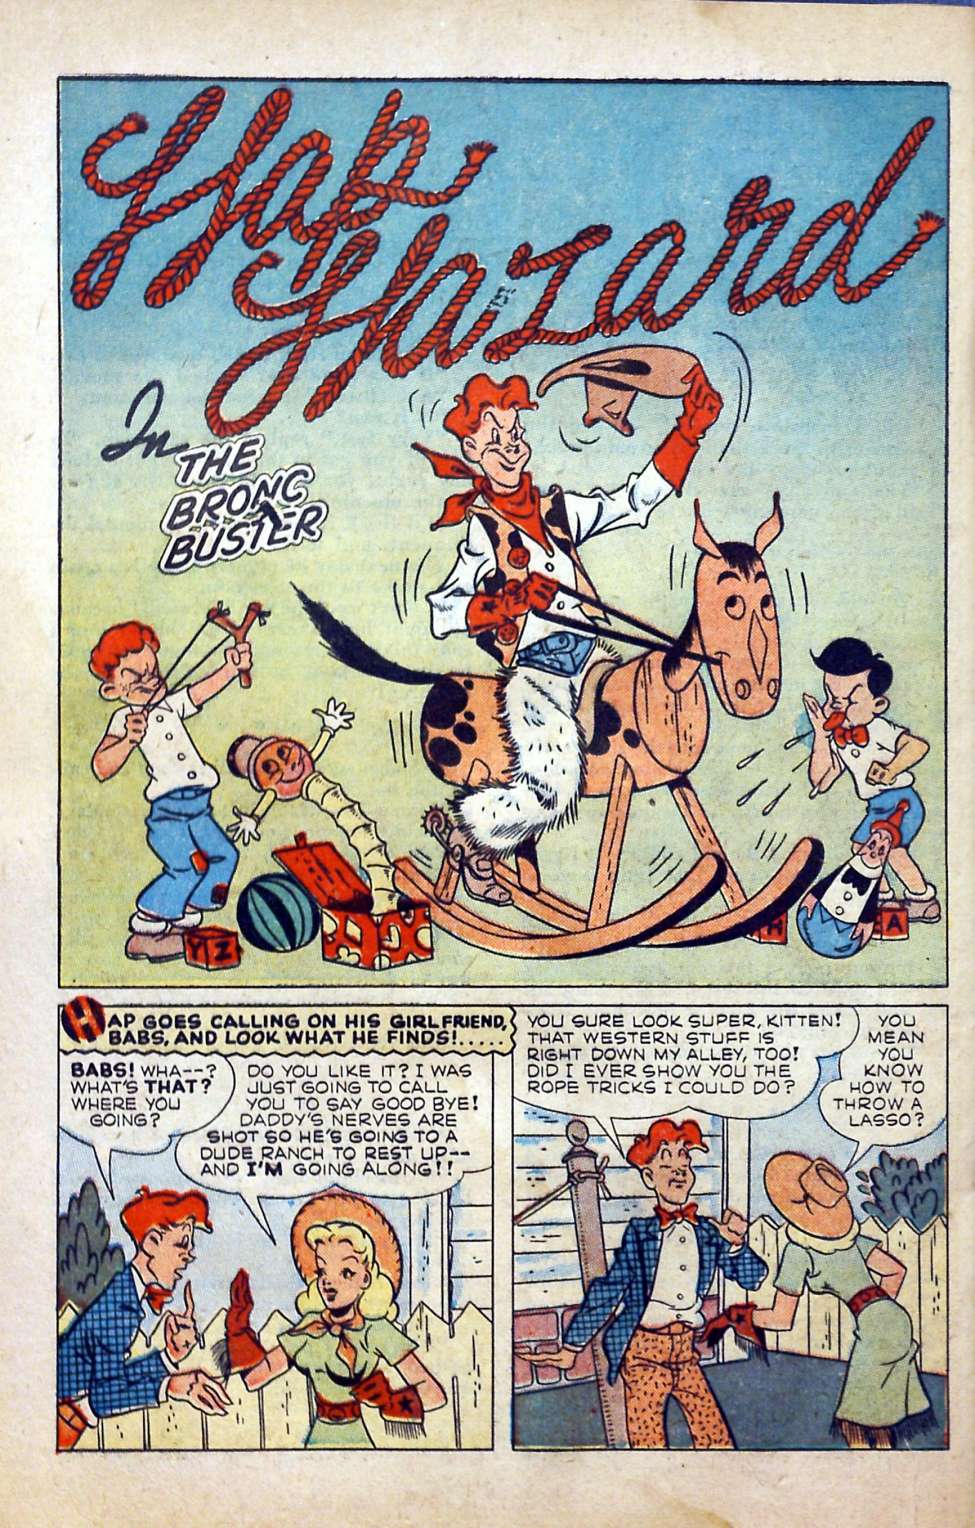 Hap
Hazard
In
THE
BRONC
BUSTER
YZ
H
A
HAP GOES CALLING ON HIS GIRL FRIEND,
BABS, AND LOOK WHAT HE FINDS!.....
BABS! WHA--?
WHAT'S THAT?
WHERE YOU
GOING?
DO YOU LIKE IT? I WAS
JUST GOING TO CALL
YOU TO SAY GOOD BYE!
DADDY'S NERVES ARE
SHOT SO HE'S GOING TO A
DUDE RANCH TO REST UP--
AND I'M GOING ALONG!!
YOU SURE LOOK SUPER, KITTEN!
THAT WESTERN STUFF IS
RIGHT DOWN MY ALLEY, TOO!
DID I EVER SHOW YOU THE
ROPE TRICKS I COULD DO?
YOU
MEAN
YOU
KNOW
HOW TO
THROW A
LASSO?